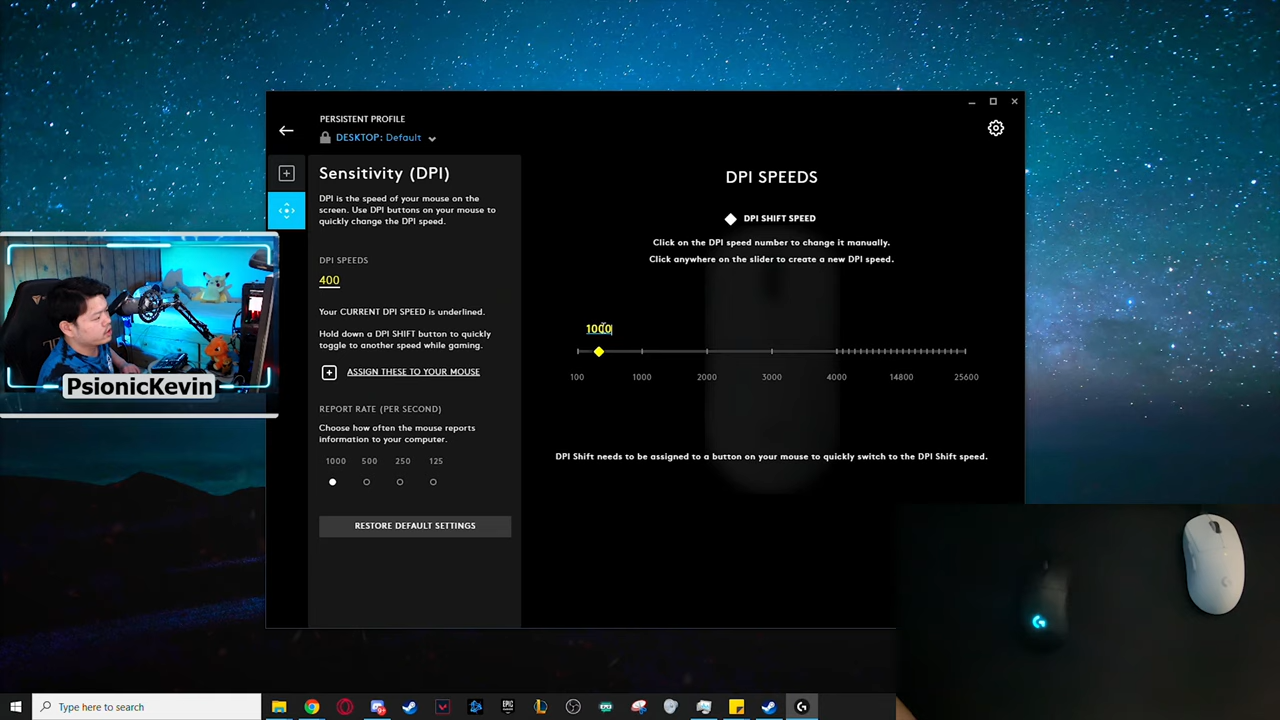 PERSISTENT PROFILE
DESKTOP: Default
Sensitivity (DPI)
DPI is the speed of your mouse on the
screen. Use DPI buttons on your mouse to
quickly change the DPI speed.
DPI SPEEDS
400
Your CURRENT DPI SPEED is underlined.
Hold down a DPI SHIFT button to quickly
toggle to another speed while gaming.
ASSIGN THESE TO YOUR MOUSE
REPORT RATE (PER SECOND)
Choose how often the mouse reports
information to your computer.
1000 500 250 125
RESTORE DEFAULT SETTINGS
DPI SPEEDS
DPI SHIFT SPEED
Click on the DPI speed number to change it manually.
Click anywhere on the slider to create a new DPI speed.
1000
100 1000 2000 3000 4000 14800 25600
DPI Shift needs to be assigned to a button on your mouse to quickly switch to the DPI Shift speed.
PsionicKevin
Type here to search
EPIC